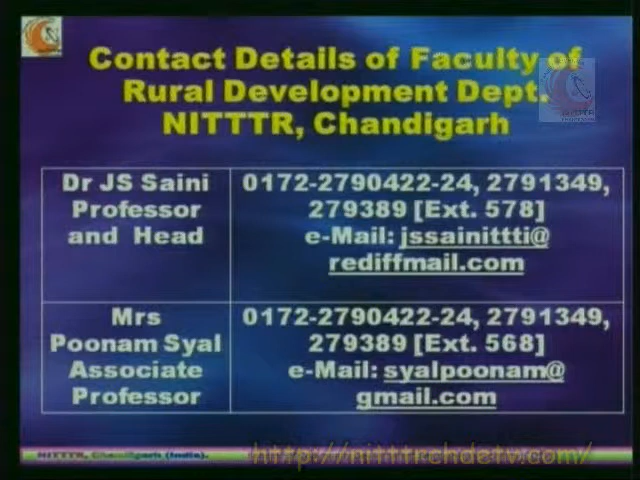 Contact Details of Faculty of
Rural Development Dept.
NITTTR, Chandigarh
Dr JS Saini
Professor
and Head
0172-2790422-24, 2791349,
279389 [Ext. 578]
e-Mail: jssainittti@
rediffmail.com
Mrs
Poonam Syal
Associate
Professor
0172-2790422-24, 2791349,
279389 [Ext. 568]
e-Mail: syalpoonam@
gmail.com
NITTTR, Chandigarh (India).
http://nitttrchdetv.com/